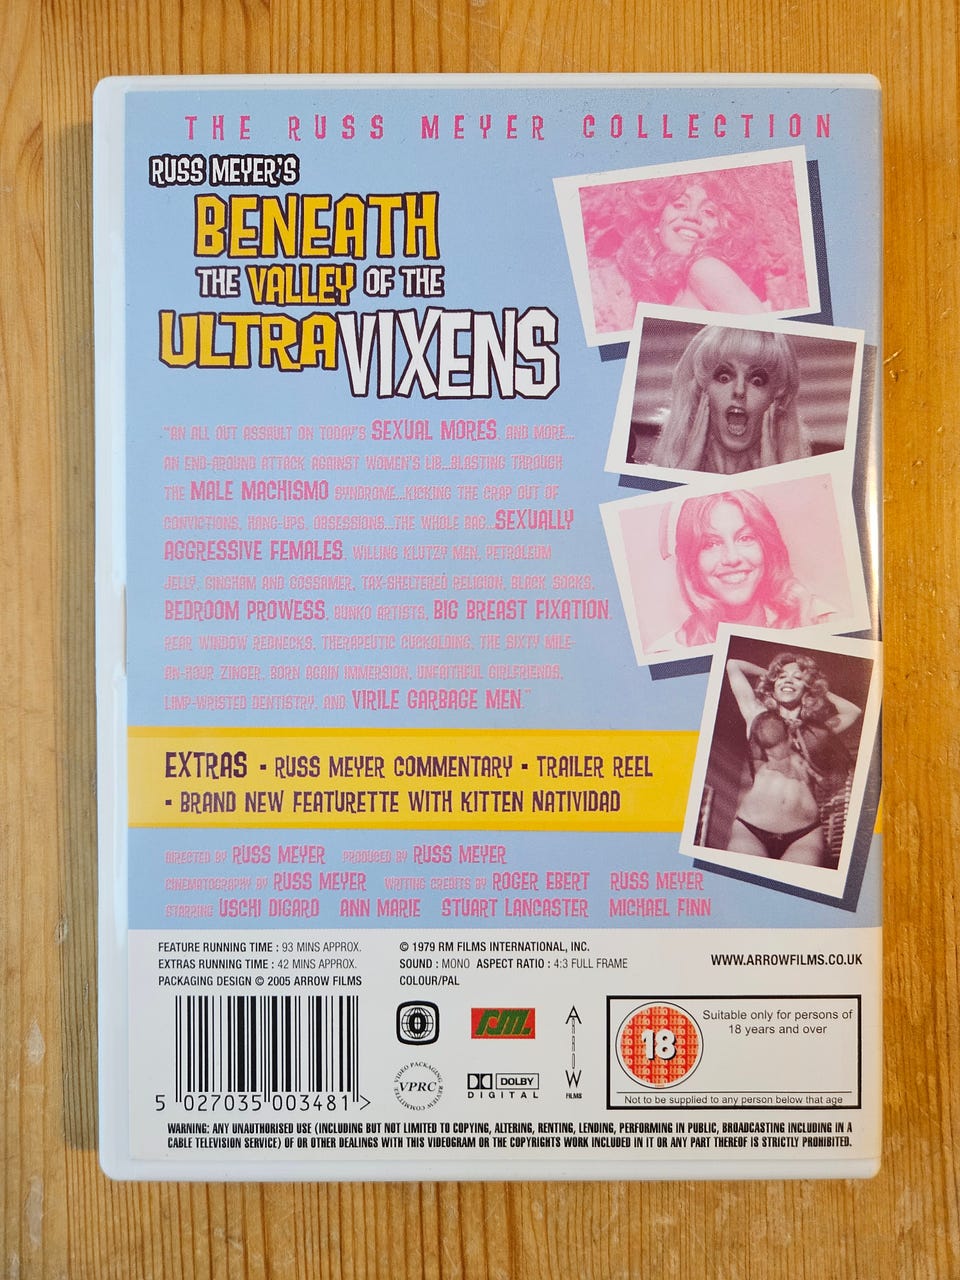 THE RUSS MEYER COLLECTION
RUSS MEYER'S
BENEATH
THE VALLEY OF THE
ULTRAVIXENS
"AN ALL OUT ASSAULT ON TODAY'S SEXUAL MORES, AND MORE...
AN END-AROUND ATTACK AGAINST WOMEN'S LIB...BLASTING THROUGH
THE MALE MACHISMO SYNDROME...KICKING THE CRAP OUT OF
CONVICTIONS, HANG-UPS, OBSESSIONS...THE WHOLE BAG...SEXUALLY
AGGRESSIVE FEMALES, WILLING KLUTZY MEN, PETROLEUM
JELLY, GINGHAM AND GOSSAMER, TAX-SHELTERED RELIGION, BLACK SOCKS,
BEDROOM PROWESS, BUNKO ARTISTS, BIG BREAST FIXATION,
REAR WINDOW REDNECKS, THERAPEUTIC CUCKOLDING, THE SIXTY MILE
AN-HOUR ZINGER, BORN AGAIN IMMERSION, UNFAITHFUL GIRLFRIENDS,
LIMP-WRISTED DENTISTRY, AND VIRILE GARBAGE MEN."
EXTRAS • RUSS MEYER COMMENTARY • TRAILER REEL
• BRAND NEW FEATURETTE WITH KITTEN NATIVIDAD
DIRECTED BY RUSS MEYER PRODUCED BY RUSS MEYER
CINEMATOGRAPHY BY RUSS MEYER WRITING CREDITS BY ROGER EBERT RUSS MEYER
STARRING USCHI DIGARD ANN MARIE STUART LANCASTER MICHAEL FINN
FEATURE RUNNING TIME : 93 MINS APPROX.
EXTRAS RUNNING TIME : 42 MINS APPROX.
PACKAGING DESIGN © 2005 ARROW FILMS
© 1979 RM FILMS INTERNATIONAL, INC.
SOUND : MONO ASPECT RATIO : 4:3 FULL FRAME
COLOUR/PAL
WWW.ARROWFILMS.CO.UK
0
RM
ARROW
FILMS
VIDEO PACKAGING REVIEW COMMITTEE
VPRC
DOLBY
DIGITAL
18
Suitable only for persons of
18 years and over
Not to be supplied to any person below that age
5 027035 003481 >
WARNING: ANY UNAUTHORISED USE (INCLUDING BUT NOT LIMITED TO COPYING, ALTERING, RENTING, LENDING, PERFORMING IN PUBLIC, BROADCASTING INCLUDING IN A
CABLE TELEVISION SERVICE) OF OR OTHER DEALINGS WITH THIS VIDEOGRAM OR THE COPYRIGHTS WORK INCLUDED IN IT OR ANY PART THEREOF IS STRICTLY PROHIBITED.